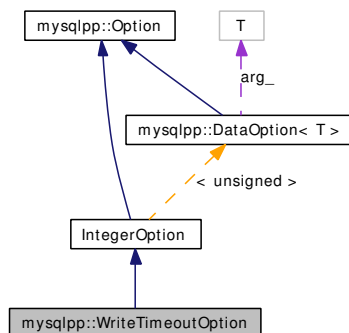 mysqlpp::Option
T
arg_
mysqlpp::DataOption< T >
< unsigned >
IntegerOption
mysqlpp::WriteTimeoutOption